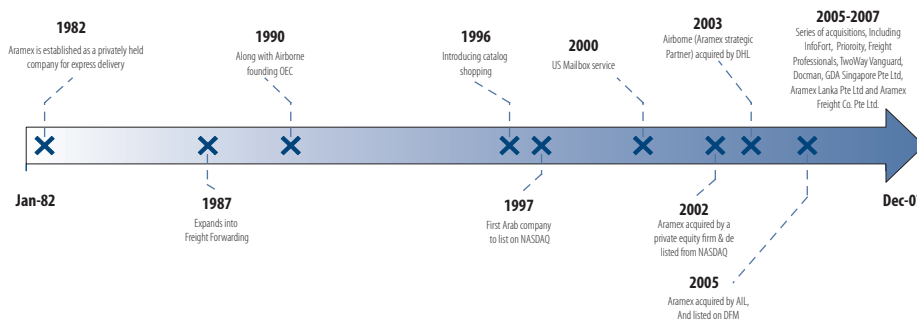 1982
Aramex is established as a privately held
company for express delivery
1990
Along with Airborne
founding OEC
1996
Introducing catalog
shopping
2000
US Mailbox service
2003
Airborne (Aramex strategic
Partner) acquired by DHL
2005-2007
Series of acquisitions, Including
InfoFort, Prioroity, Freight
Professionals, TwoWay Vanguard,
Docman, GDA Singapore Pte Ltd,
Aramex Lanka Pte Ltd and Aramex
Freight Co. Pte Ltd.
Jan-82
Dec-0
1987
Expands into
Freight Forwarding
1997
First Arab company
to list on NASDAQ
2002
Aramex acquired by a
private equity firm & de
listed from NASDAQ
2005
Aramex acquired by AIL,
And listed on DFM